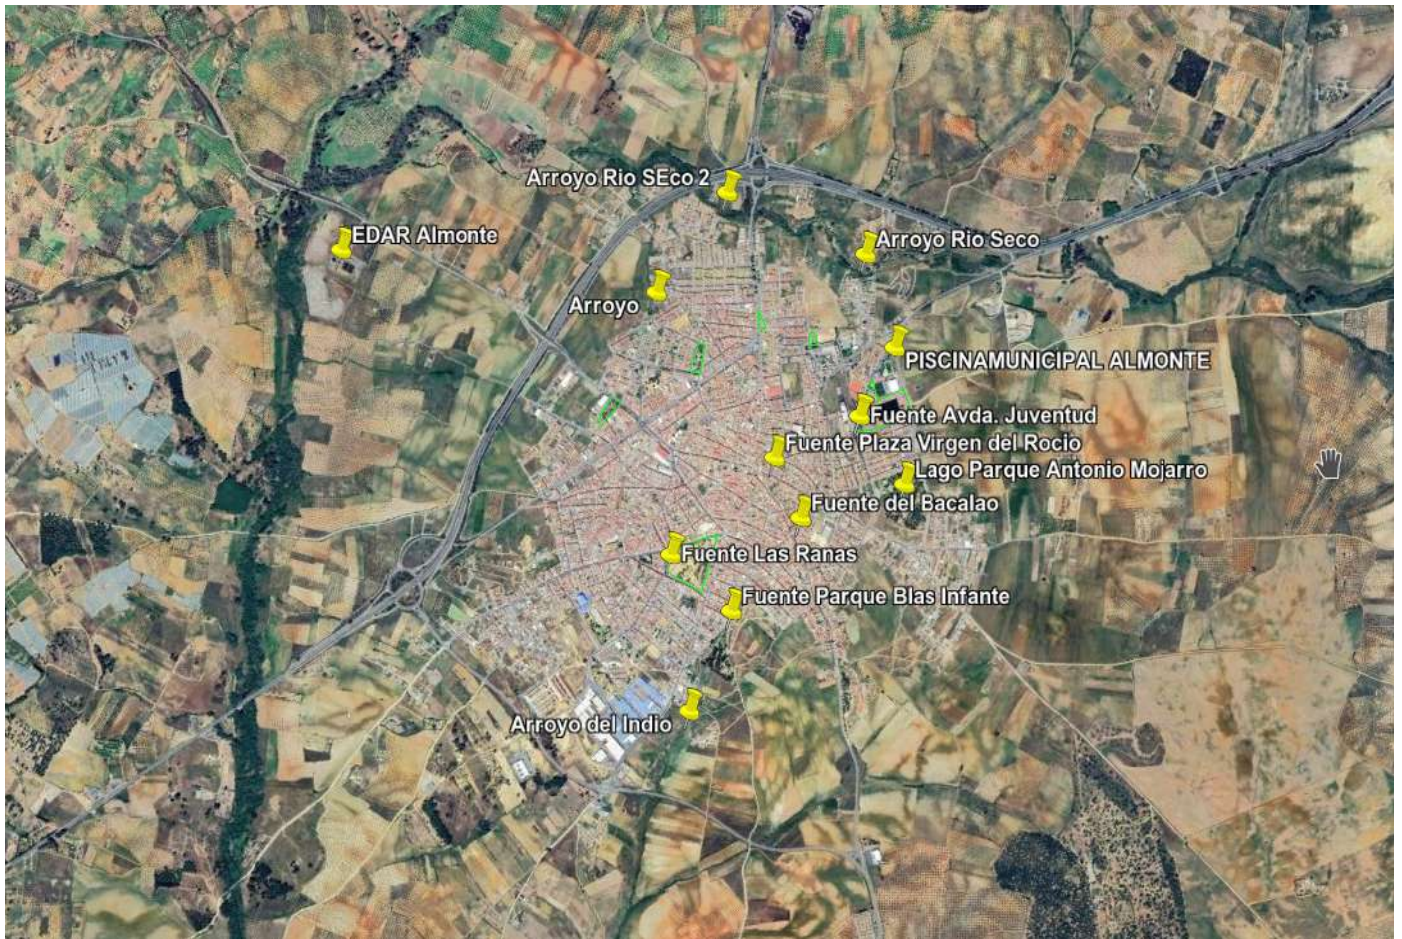 Arroyo Rio SEco 2
EDAR Almonte
Arroyo Rio Seco
Arroyo
PISCINAMUNICIPAL ALMONTE
Fuente Avda. Juventud
Fuente Plaza Virgen del Rocio
Lago Parque Antonio Mojarro
Fuente del Bacalao
Fuente Las Ranas
Fuente Parque Blas Infante
Arroyo del Indio